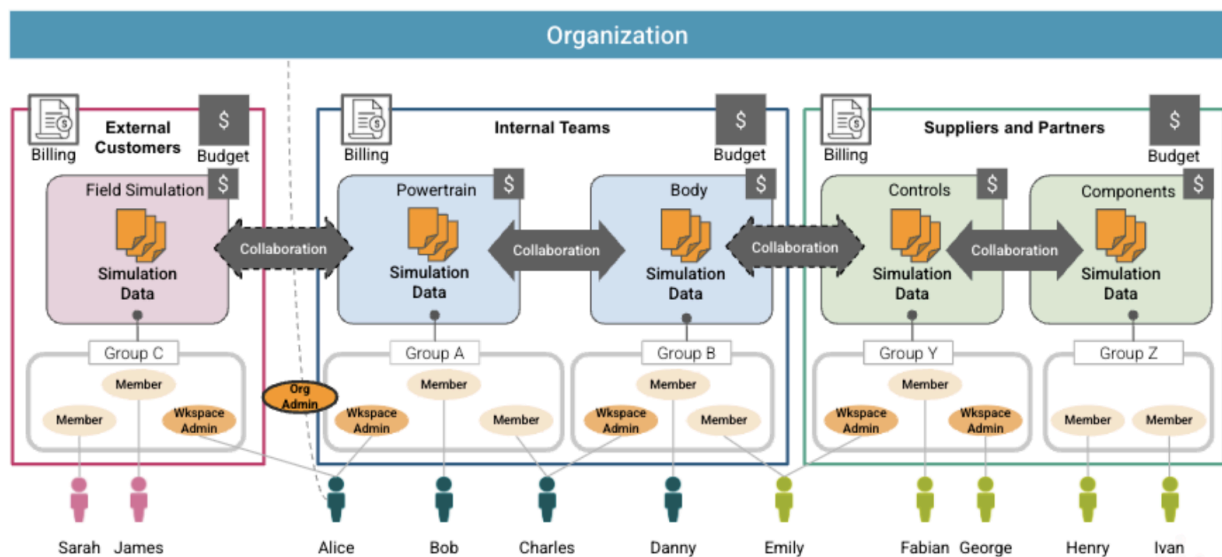 Organization
External
Customers
Billing
$
Budget
Field Simulation
$
Simulation
Data
Collaboration
Group C
Member
Member
Wkspace
Admin
Org
Admin
Internal Teams
Billing
$
Budget
Powertrain
$
Simulation
Data
Collaboration
Body
$
Simulation
Data
Collaboration
Group A
Member
Wkspace
Admin
Member
Group B
Member
Wkspace
Admin
Member
Suppliers and Partners
Billing
$
Budget
Controls
$
Simulation
Data
Collaboration
Components
$
Simulation
Data
Group Y
Member
Wkspace
Admin
Wkspace
Admin
Group Z
Member
Member
Sarah James Alice Bob Charles Danny Emily Fabian George Henry Ivan